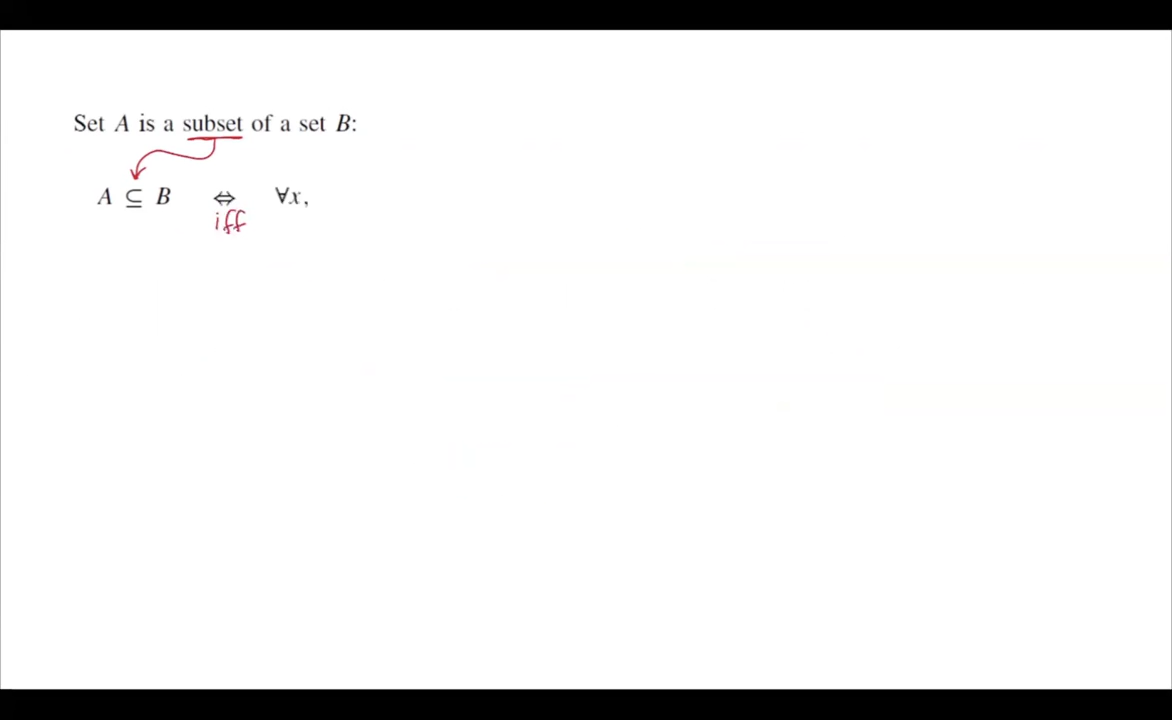 Set A is a subset of a set B:
A ⊆ B ⇔ ∀x,
iff